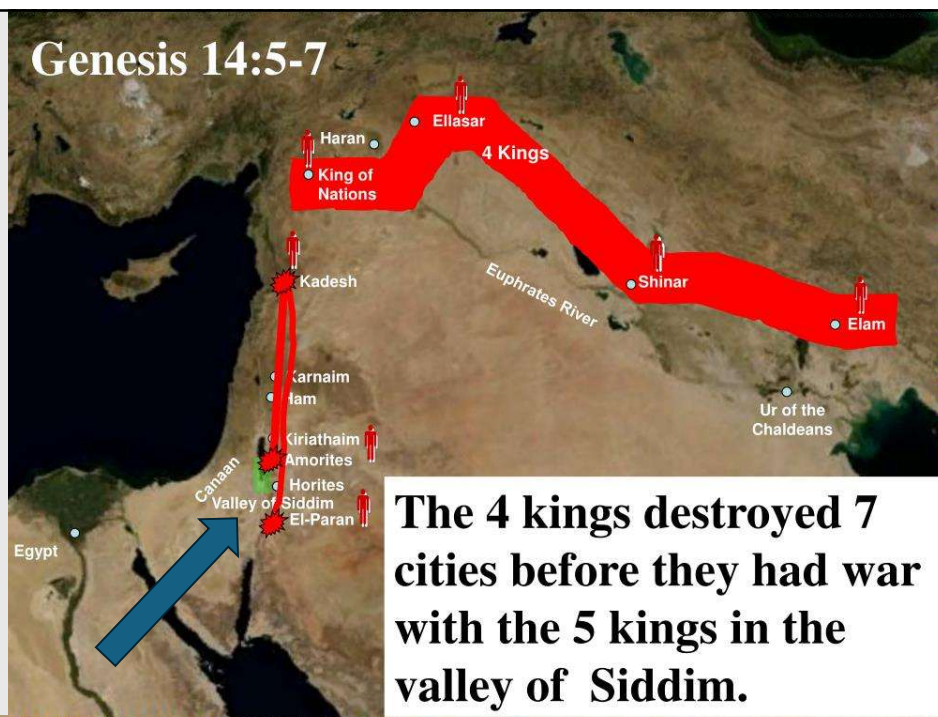 Genesis 14:5-7
Ellasar
Haran
4 Kings
King of
Nations
Kadesh
Euphrates River
Shinar
Elam
Karnaim
Ham
Ur of the
Chaldeans
Kiriathaim
Amorites
Canaan
Horites
Valley of Siddim
El-Paran
Egypt
The 4 kings destroyed 7
cities before they had war
with the 5 kings in the
valley of Siddim.